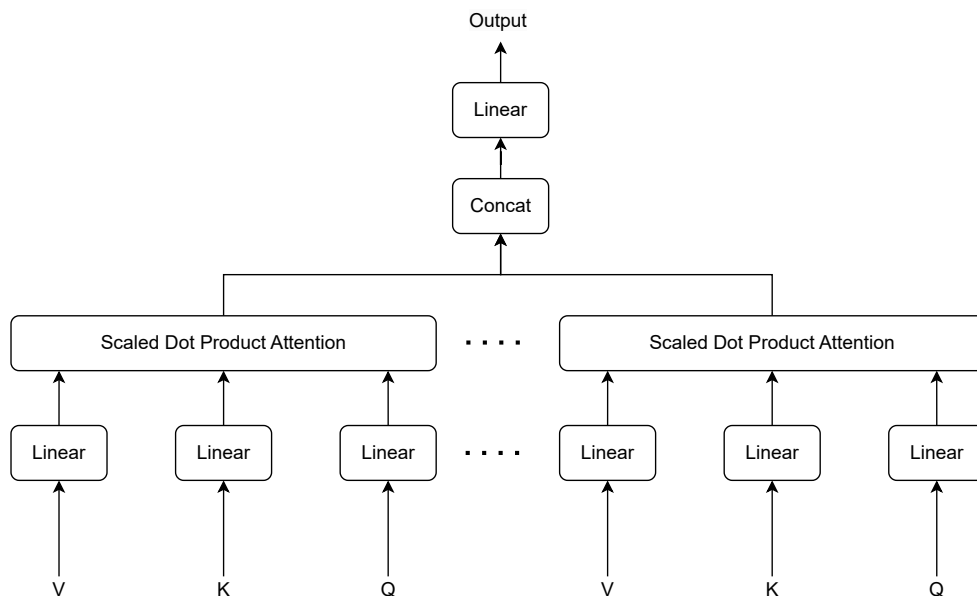 Output
Linear
Concat
Scaled Dot Product Attention . . . . Scaled Dot Product Attention
Linear Linear Linear . . . . Linear Linear Linear
V K Q V K Q